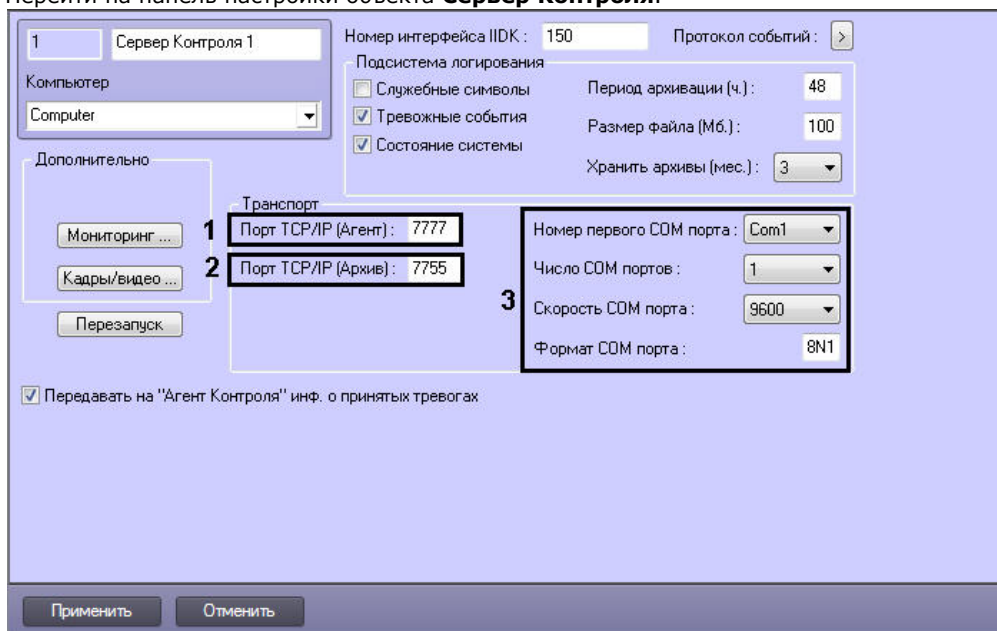 Перейти на панель настройки объекта Сервер Контроля.
1 Сервер Контроля 1
Компьютер
Computer
Номер интерфейса IIDK : 150 Протокол событий : >
Подсистема логирования
Служебные символы
Тревожные события
Состояние системы
Период архивации (ч.) : 48
Размер файла (Мб.) : 100
Хранить архивы (мес.) : 3
Дополнительно
Мониторинг ...
Кадры/видео ...
Перезапуск
Транспорт
1 Порт TCP/IP (Агент) : 7777
2 Порт TCP/IP (Архив) : 7755
3
Номер первого COM порта : Com1
Число COM портов : 1
Скорость COM порта : 9600
Формат COM порта : 8N1
Передавать на "Агент Контроля" инф. о принятых тревогах
Применить Отменить